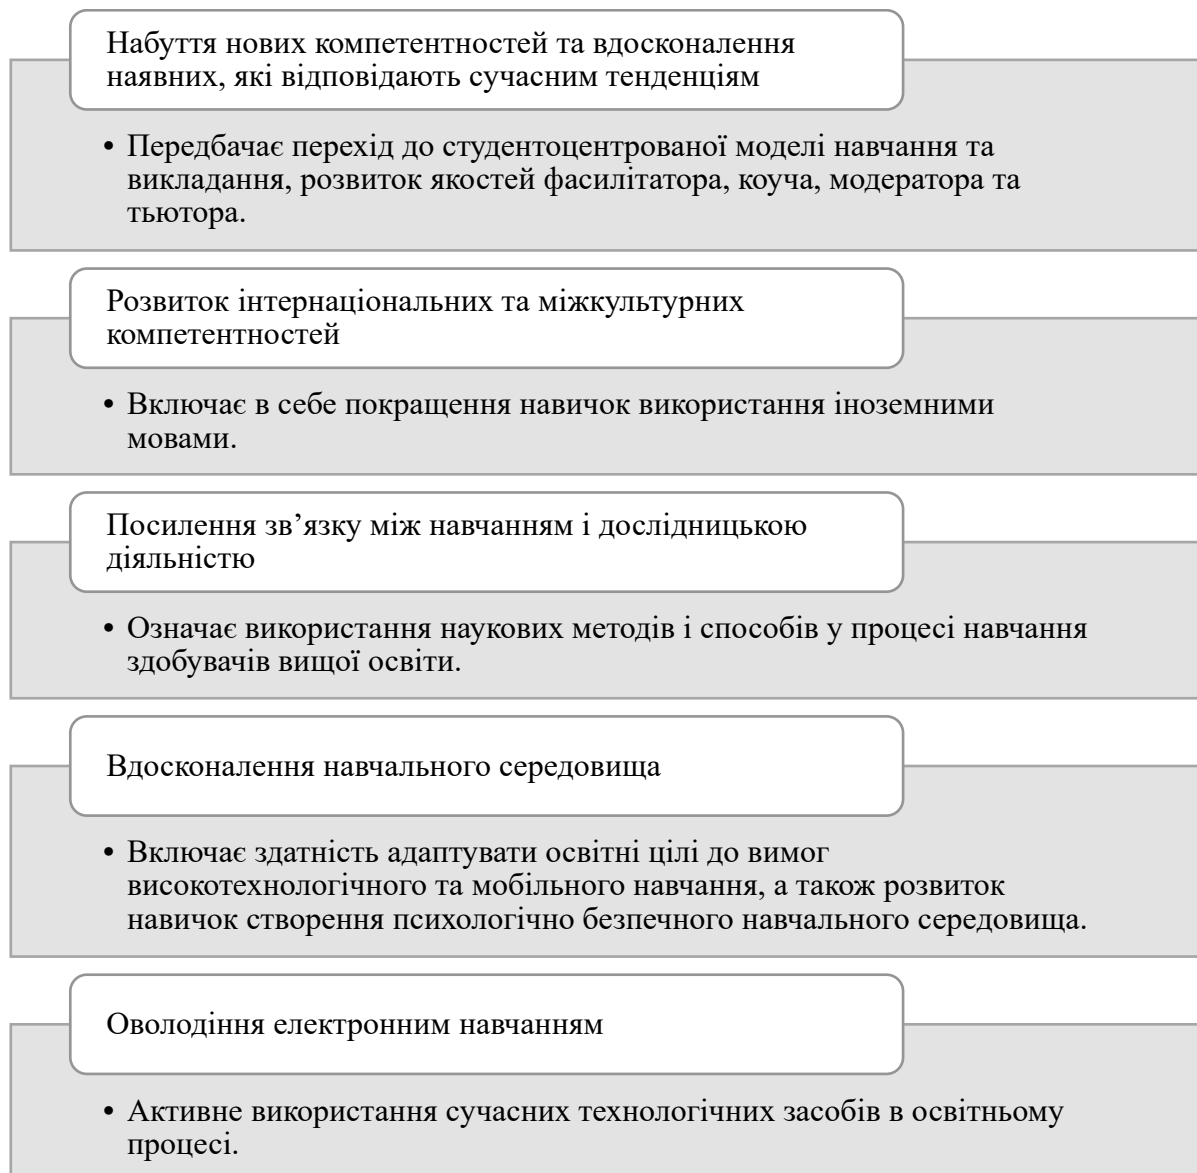 Набуття нових компетентностей та вдосконалення
наявних, які відповідають сучасним тенденціям
• Передбачає перехід до студентоцентрованої моделі навчання та
викладання, розвиток якостей фасилітатора, коуча, модератора та
тьютора.
Розвиток інтернаціональних та міжкультурних
компетентностей
• Включає в себе покращення навичок використання іноземними
мовами.
Посилення зв’язку між навчанням і дослідницькою
діяльністю
• Означає використання наукових методів і способів у процесі навчання
здобувачів вищої освіти.
Вдосконалення навчального середовища
• Включає здатність адаптувати освітні цілі до вимог
високотехнологічного та мобільного навчання, а також розвиток
навичок створення психологічно безпечного навчального середовища.
Оволодіння електронним навчанням
• Активне використання сучасних технологічних засобів в освітньому
процесі.